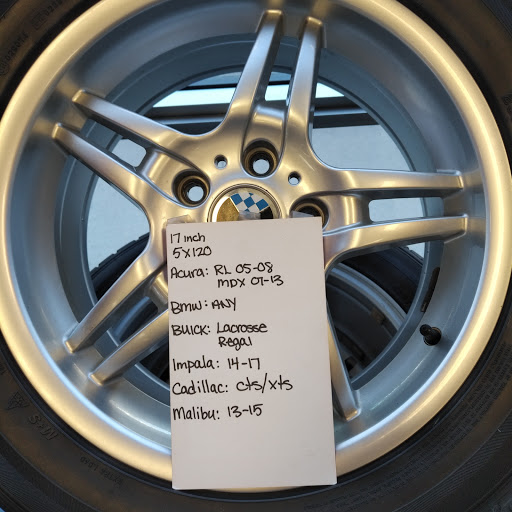 17 inch
5X120
Acura: RL 05-08
MDX 07-13
BMW: ANY
BUICK: Lacrosse
Regal
Impala: 14-17
Cadillac: cts/xts
Malibu: 13-15